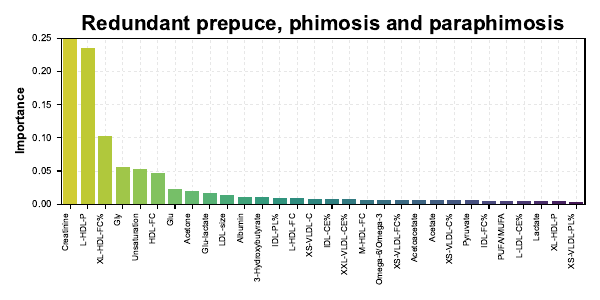 Redundant prepuce, phimosis and paraphimosis
Importance
0.25
0.20
0.15
0.10
0.05
0.00
Creatinine
L-HDL-P
XL-HDL-FC%
Gly
Unsaturation
HDL-FC
Glu
Acetone
Glu-lactate
LDL-size
Albumin
3-Hydroxybutyrate
IDL-PL%
L-HDL-FC
XS-VLDL-C
IDL-CE%
XXL-VLDL-CE%
M-HDL-FC
Omega-6/Omega-3
XS-VLDL-FC%
Acetoacetate
Acetate
XS-VLDL-C%
Pyruvate
IDL-FC%
PUFA/MUFA
L-LDL-CE%
Lactate
XL-HDL-P
XS-VLDL-PL%